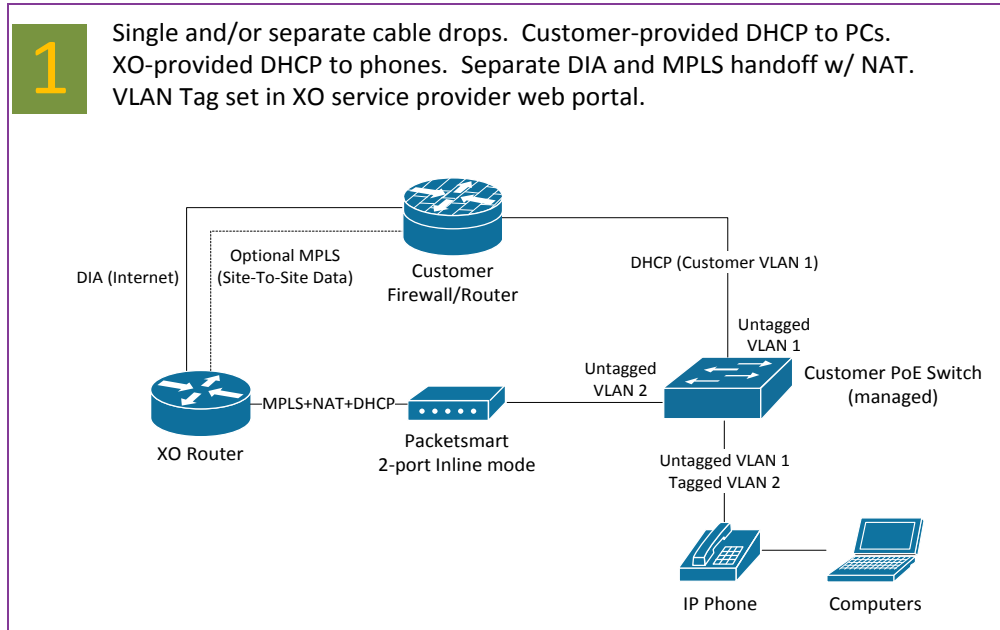 1
Single and/or separate cable drops.  Customer-provided DHCP to PCs.
XO-provided DHCP to phones.  Separate DIA and MPLS handoff w/ NAT.
VLAN Tag set in XO service provider web portal.
Optional MPLS
(Site-To-Site Data)
DIA (Internet)
Customer
Firewall/Router
DHCP (Customer VLAN 1)
Untagged
VLAN 1
Untagged
VLAN 2
Customer PoE Switch
(managed)
MPLS+NAT+DHCP
XO Router
Packetsmart
2-port Inline mode
Untagged VLAN 1
Tagged VLAN 2
IP Phone
Computers